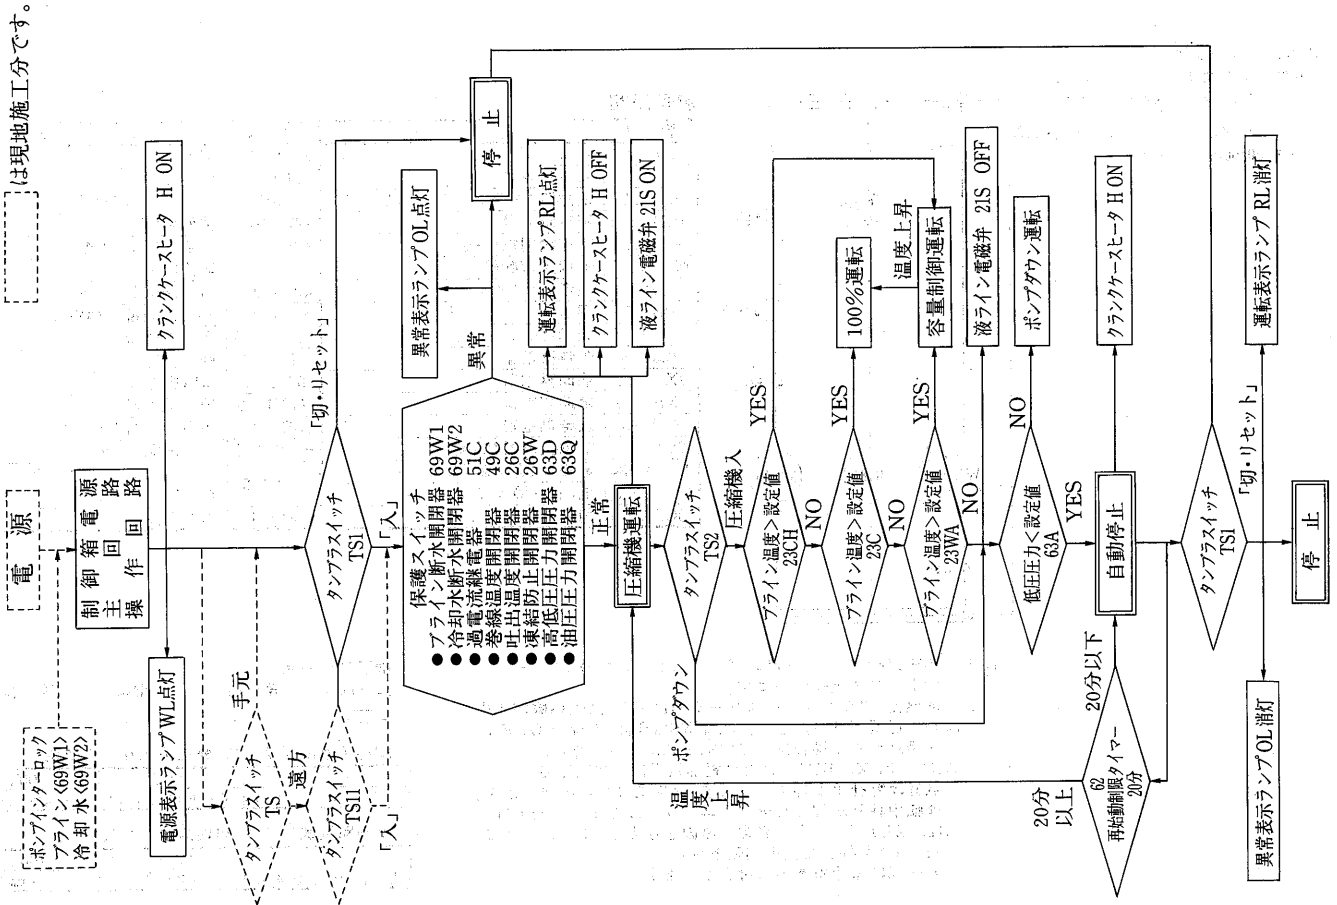 は現地施工分です。
電源
ポンプインターロック
ブライン<69W1>
冷却水<69W2>
制御箱電源
主回路
操作回路
電源表示ランプWL点灯
クランクケースヒータ H ON
手元
タンブラスイッチ
TS
遠方
タンブラスイッチ
TS11
「入」
タンブラスイッチ
TS1
「切・リセット」
「入」
保護スイッチ
●ブライン断水開閉器 69W1
●冷却水断水開閉器 69W2
●過電流継電器 51C
●巻線温度開閉器 49C
●吐出温度開閉器 26C
●凍結防止開閉器 26W
●高低圧圧力開閉器 63D
●油圧圧力開閉器 63Q
異常
異常表示ランプOL点灯
停止
正常
圧縮機運転
運転表示ランプRL点灯
クランクケースヒータ H OFF
液ライン電磁弁 21S ON
タンブラスイッチ
TS2
ポンプダウン
圧縮機入
ブライン温度>設定値
23CH
YES
NO
ブライン温度>設定値
23C
YES
100%運転
NO
温度上昇
ブライン温度>設定値
23WA
YES
容量制御運転
NO
液ライン電磁弁 21S OFF
低圧圧力<設定値
63A
NO
ポンプダウン運転
YES
自動停止
クランクケースヒータ H ON
温度上昇
20分以上
62
再始動制限タイマー
20分
20分以下
タンブラスイッチ
TS1
「切・リセット」
異常表示ランプOL消灯
運転表示ランプ RL 消灯
停止